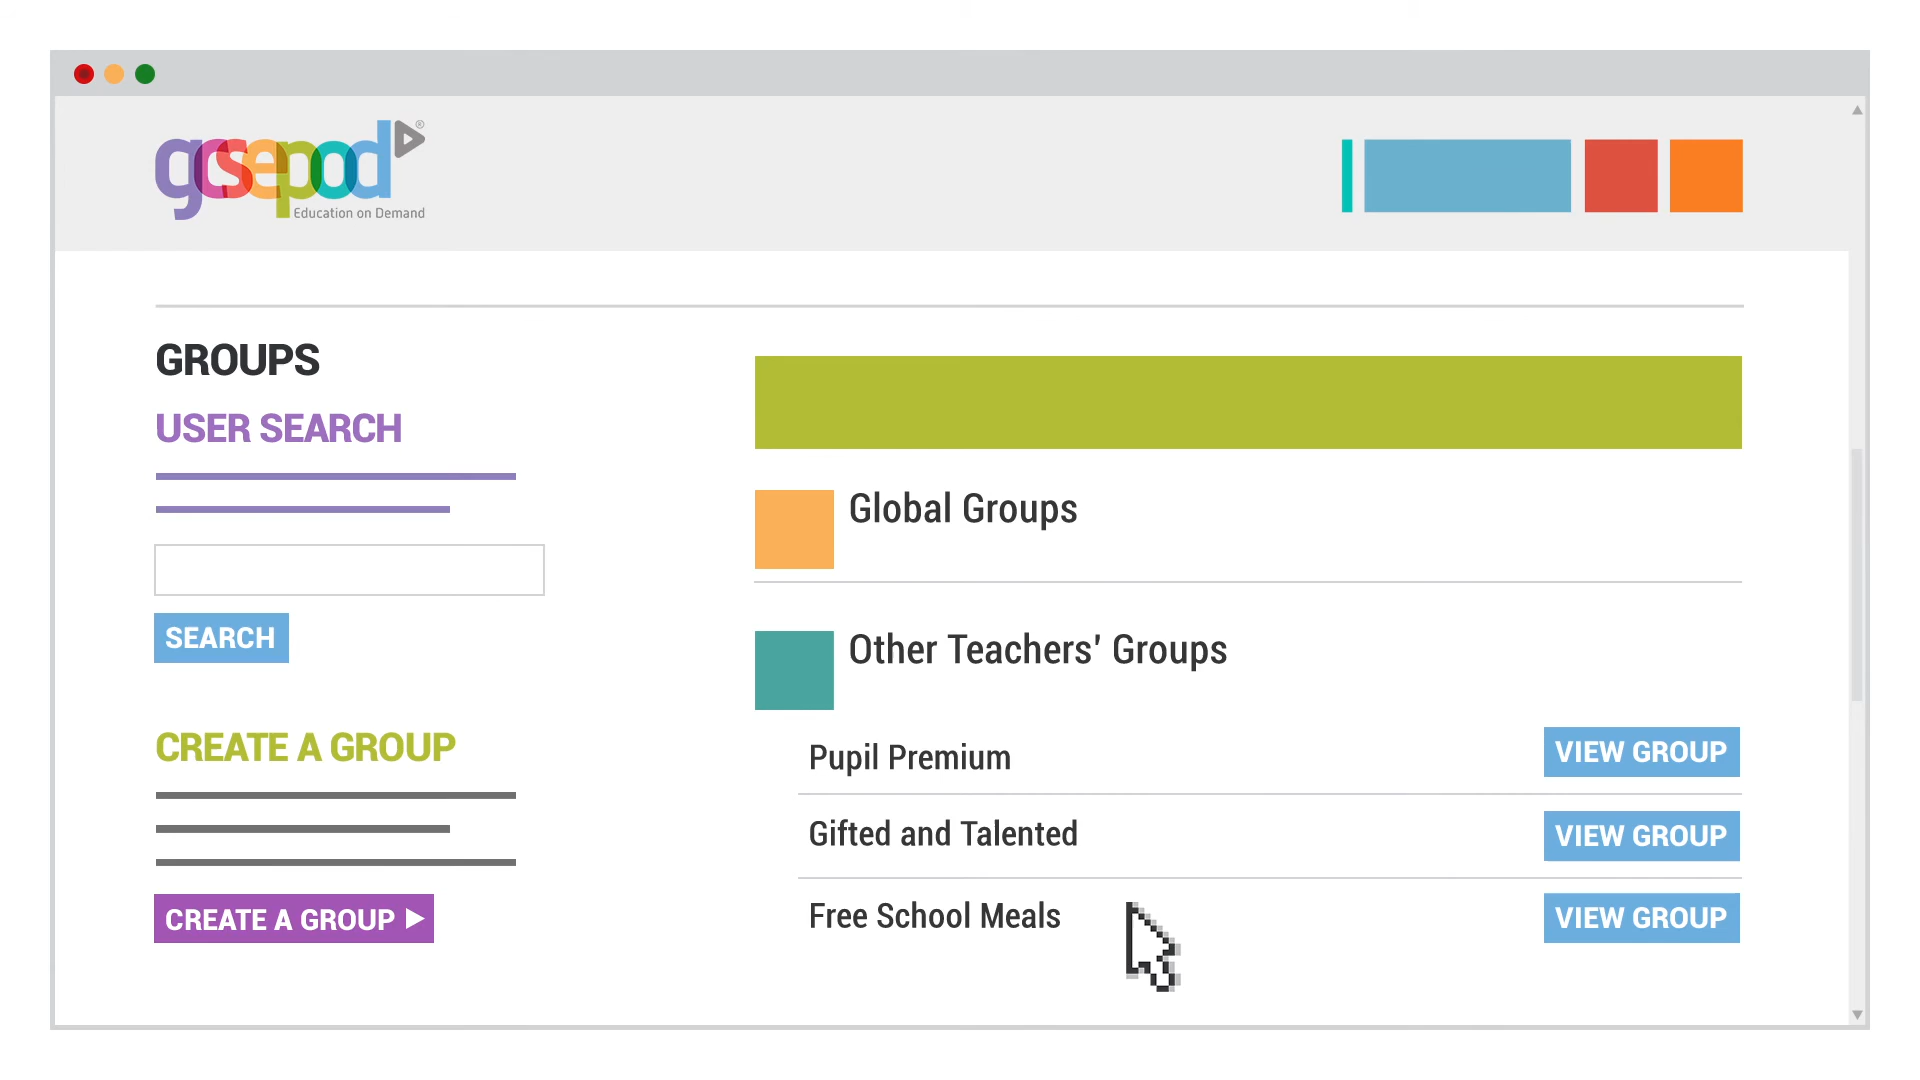 gcsepod®
Education on Demand
GROUPS
USER SEARCH
SEARCH
CREATE A GROUP
CREATE A GROUP
Global Groups
Other Teachers' Groups
Pupil Premium
VIEW GROUP
Gifted and Talented
VIEW GROUP
Free School Meals
VIEW GROUP